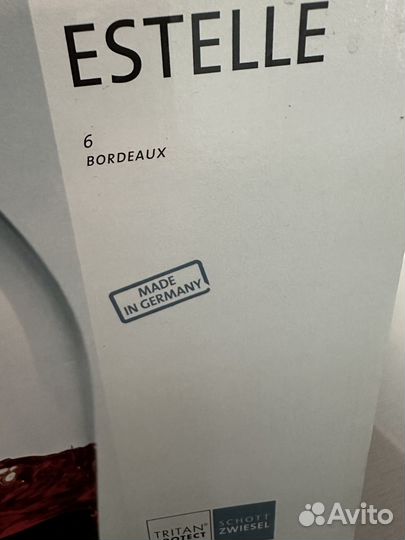 ESTELLE
6
BORDEAUX
MADE
IN GERMANY
TRITAN®
PROTECT
SCHOTT
ZWIESEL
Avito